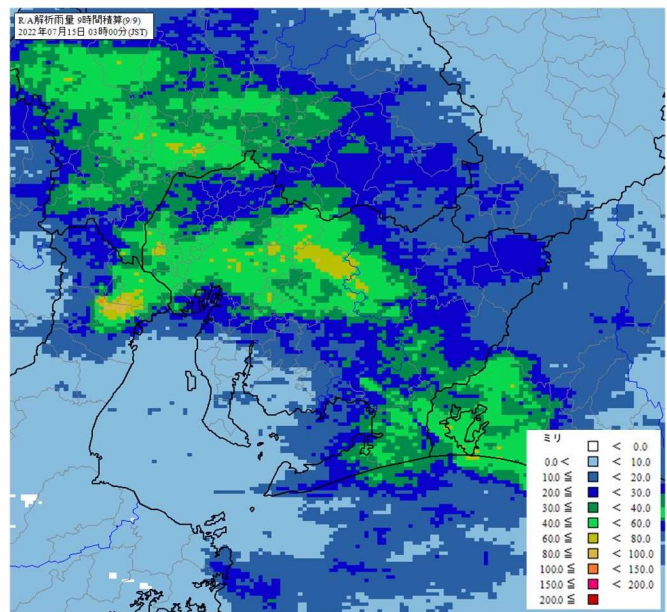 R/A解析雨量 9時間積算(9/9)
2022年07月15日 03時00分(JST)
ミリ
< 0.0
0.0 < < 10.0
10.0 ≦ < 20.0
20.0 ≦ < 30.0
30.0 ≦ < 40.0
40.0 ≦ < 60.0
60.0 ≦ < 80.0
80.0 ≦ < 100.0
100.0 ≦ < 150.0
150.0 ≦ < 200.0
200.0 ≦